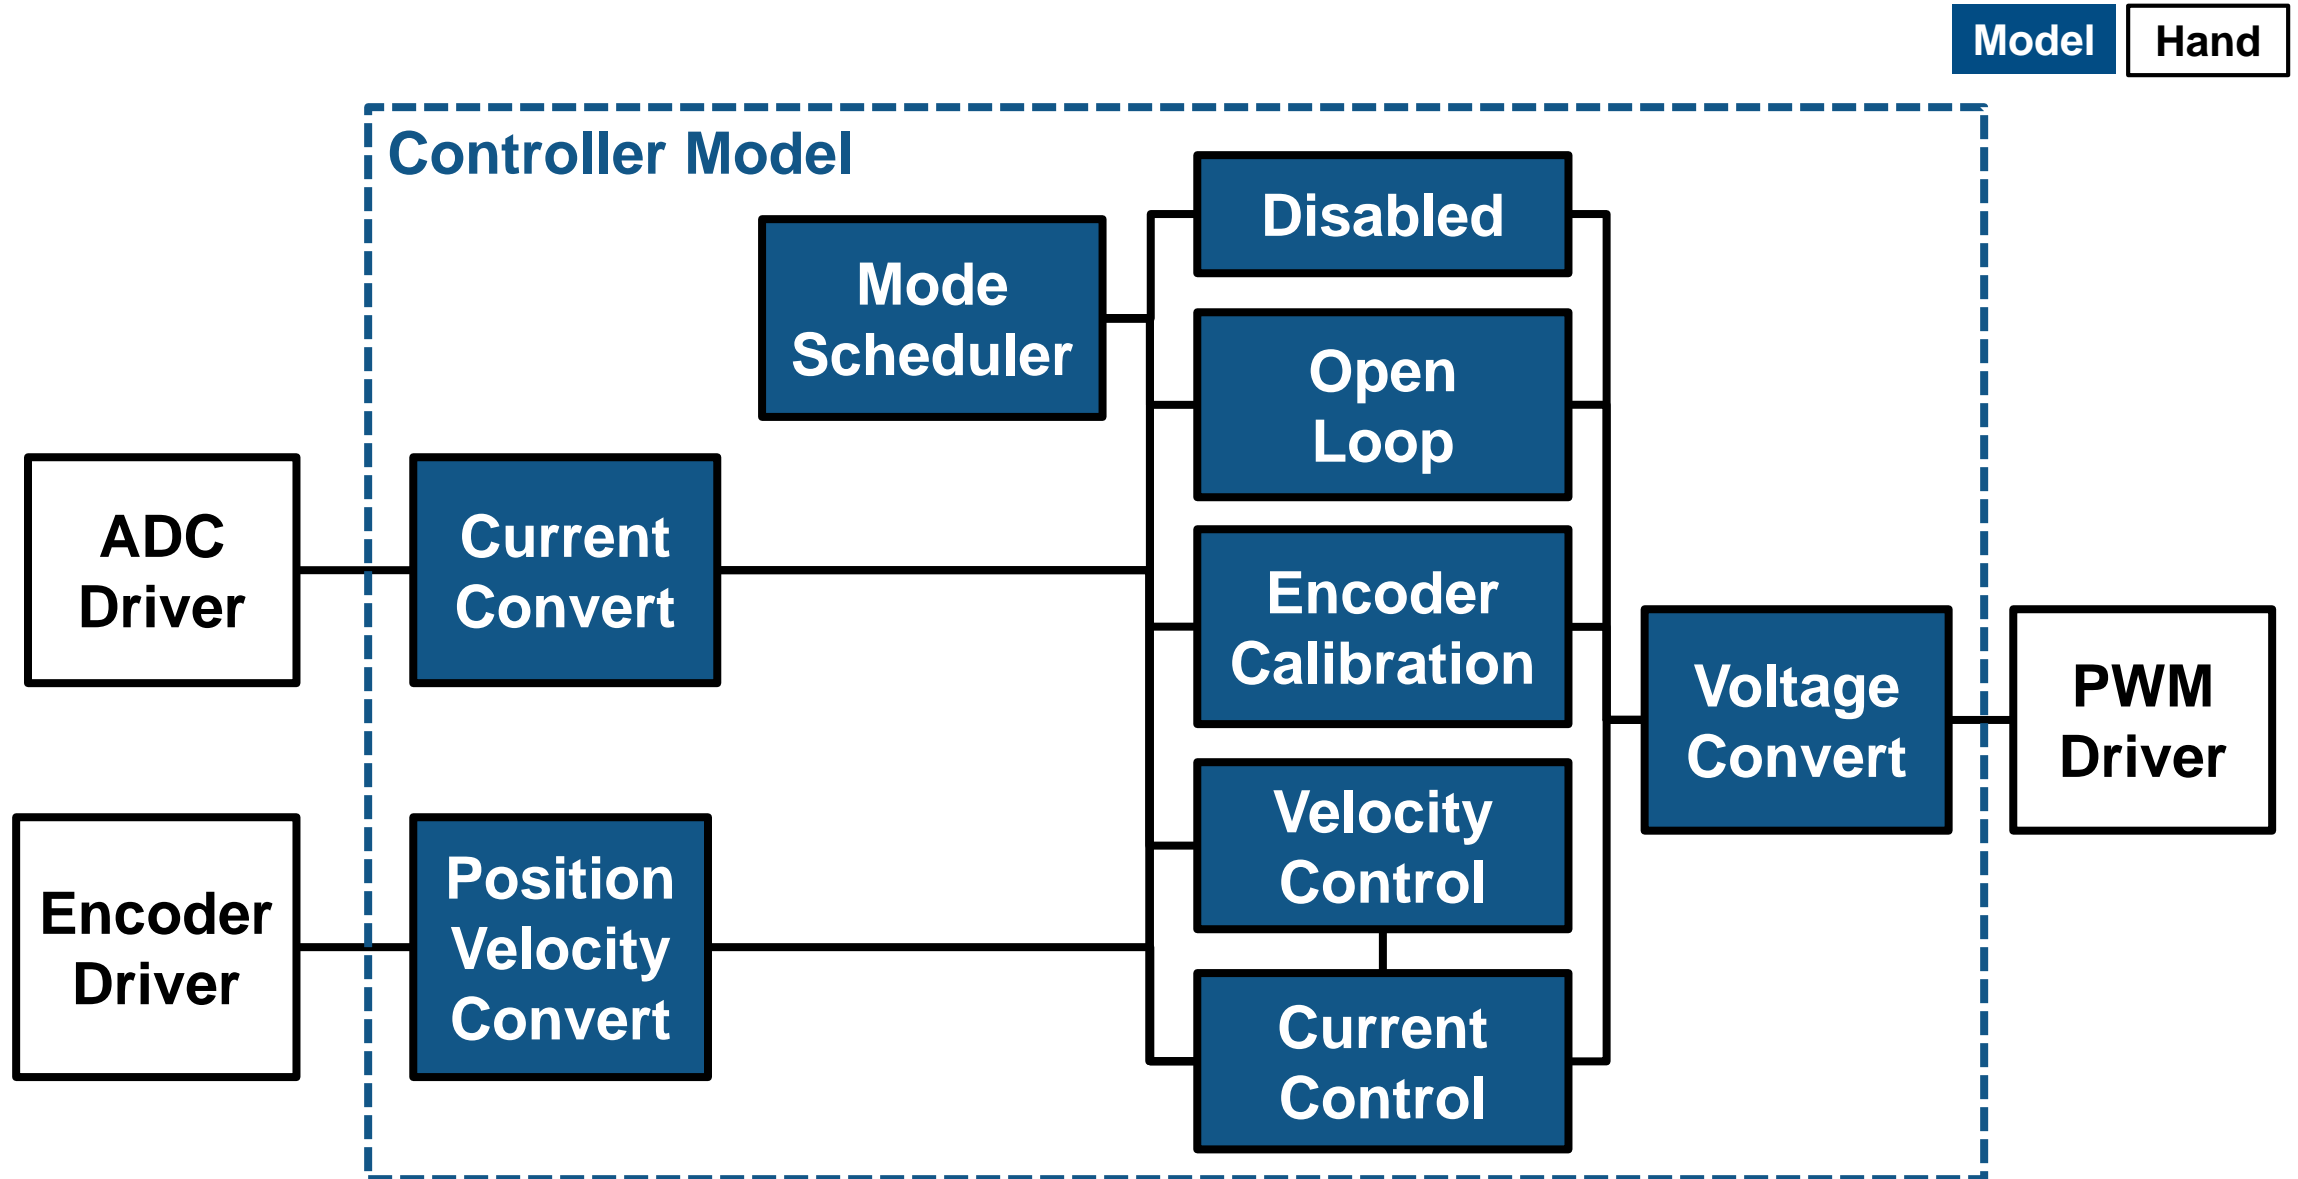 Model
Hand
Controller Model
Disabled
Mode
Scheduler
Open
Loop
ADC
Driver
Current
Convert
Encoder
Calibration
Voltage
Convert
PWM
Driver
Velocity
Control
Encoder
Driver
Position
Velocity
Convert
Current
Control